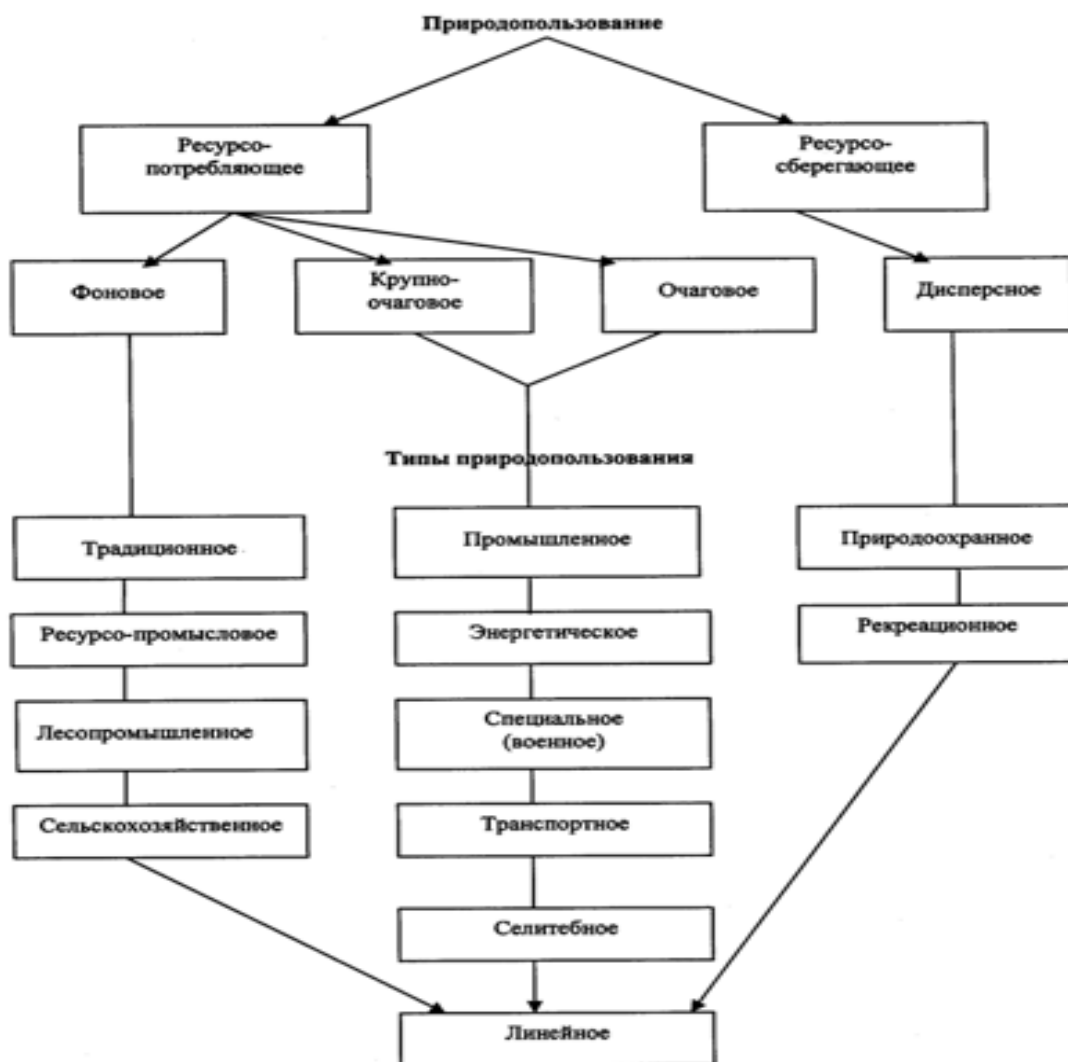 Природопользование
Ресурсо-
потребляющее
Ресурсо-
сберегающее
Фоновое
Крупно-
очаговое
Очаговое
Дисперсное
Типы природопользования
Традиционное
Промышленное
Природоохранное
Ресурсо-промысловое
Энергетическое
Рекреационное
Лесопромышленное
Специальное
(военное)
Сельскохозяйственное
Транспортное
Селитебное
Линейное